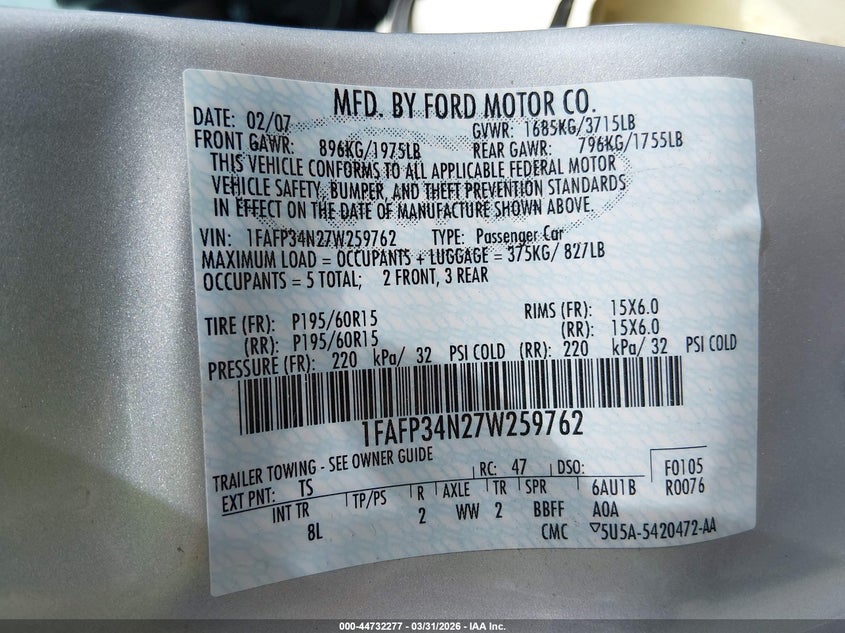 MFD. BY FORD MOTOR CO.
DATE: 02/07 GVWR: 1685KG/3715LB
FRONT GAWR: 896KG/1975LB REAR GAWR: 796KG/1755LB
THIS VEHICLE CONFORMS TO ALL APPLICABLE FEDERAL MOTOR
VEHICLE SAFETY, BUMPER, AND THEFT PREVENTION STANDARDS
IN EFFECT ON THE DATE OF MANUFACTURE SHOWN ABOVE.
VIN: 1FAFP34N27W259762 TYPE: Passenger Car
MAXIMUM LOAD = OCCUPANTS + LUGGAGE = 375KG/ 827LB
OCCUPANTS = 5 TOTAL; 2 FRONT, 3 REAR
TIRE (FR): P195/60R15 RIMS (FR): 15X6.0
(RR): P195/60R15 (RR): 15X6.0
PRESSURE (FR): 220 kPa/ 32 PSI COLD (RR): 220 kPa/ 32 PSI COLD
1FAFP34N27W259762
TRAILER TOWING - SEE OWNER GUIDE
EXT PNT: TS RC: 47 DSO: F0105
INT TR TP/PS R AXLE TR SPR 6AU1B R0076
8L 2 WW 2 BBFF AOA
CMC ▽5U5A-5420472-AA
000-44732277 - 03/31/2026 - IAA Inc.